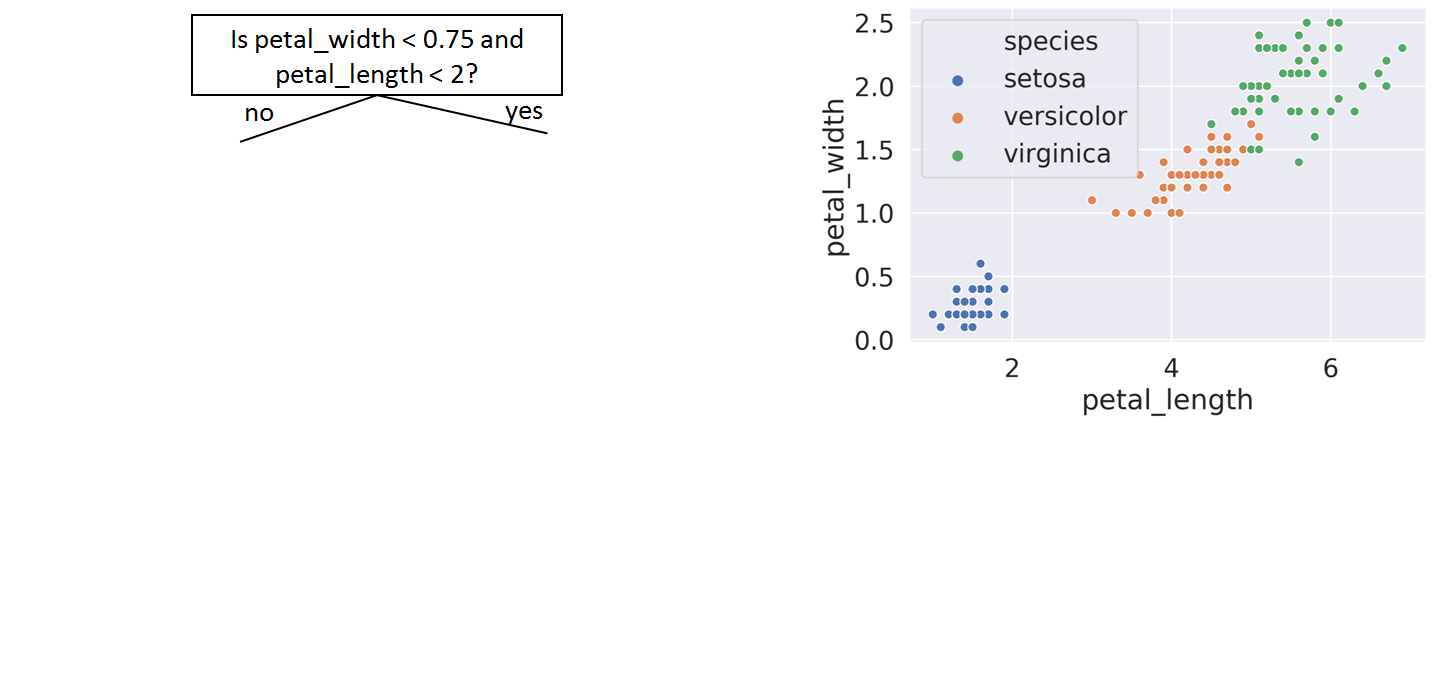 Is petal_width < 0.75 and
petal_length < 2?
no
yes
species
setosa
versicolor
virginica
petal_width
2.5
2.0
1.5
1.0
0.5
0.0
2
4
6
petal_length